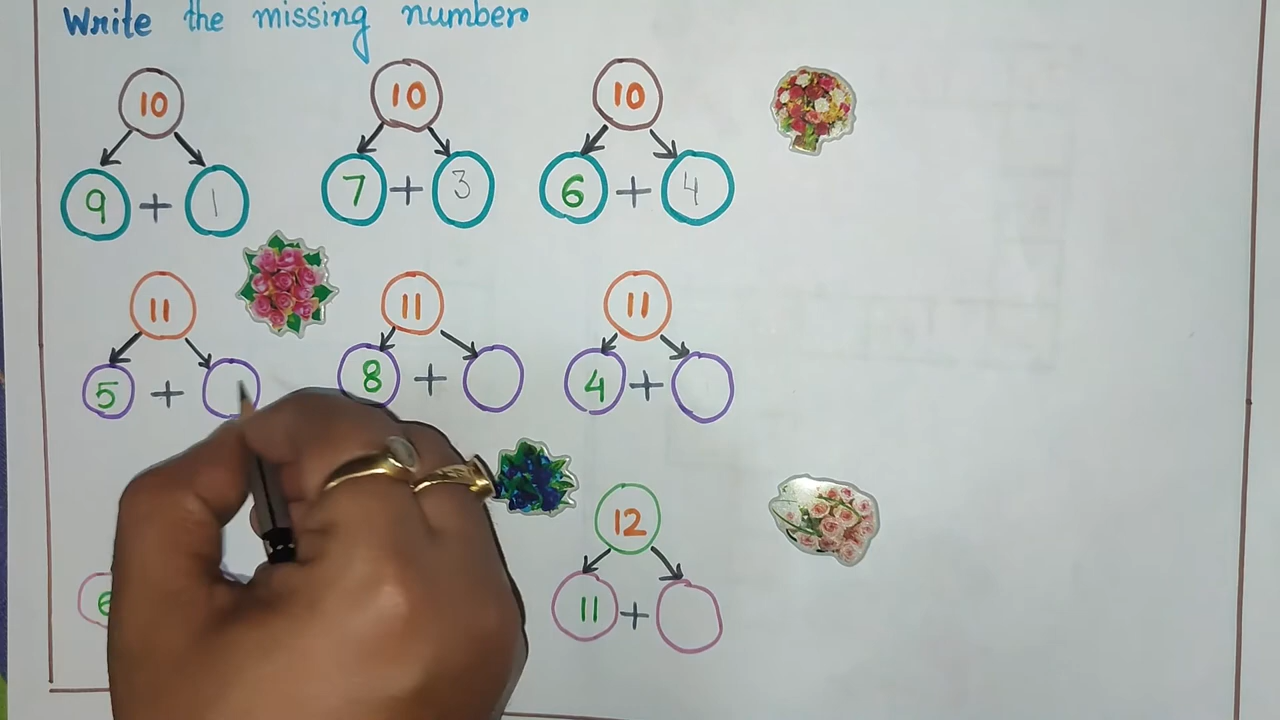 Write the missing number
10 10 10
9 + 1 7 + 3 6 + 4
11 11 11
5 + 8 + 4 +
12
6 11 +